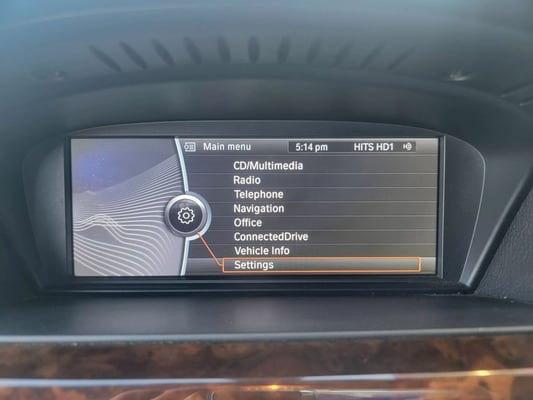 Main menu 5:14 pm HITS HD1
CD/Multimedia
Radio
Telephone
Navigation
Office
ConnectedDrive
Vehicle Info
Settings